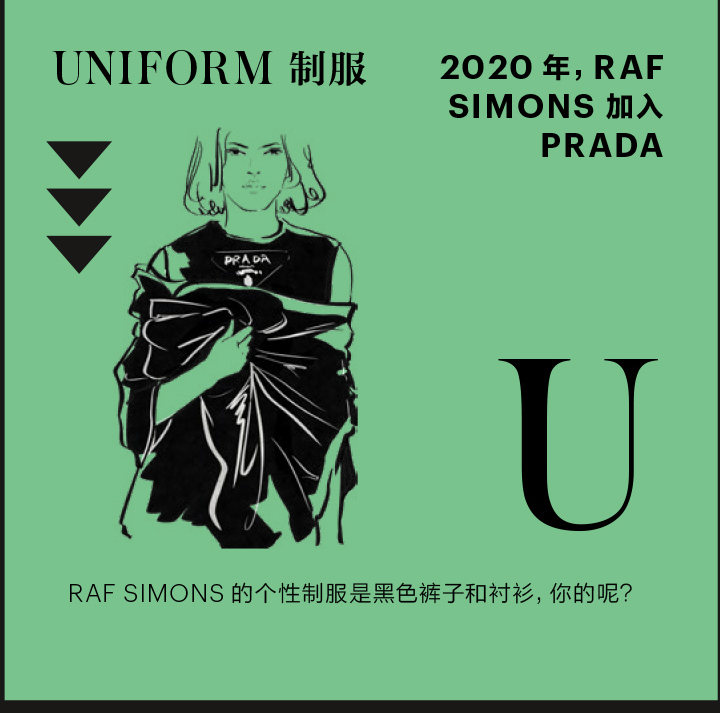 UNIFORM 制服
2020 年, RAF
SIMONS 加入
PRADA
PRADA
U
RAF SIMONS 的个性制服是黑色裤子和衬衫, 你的呢?